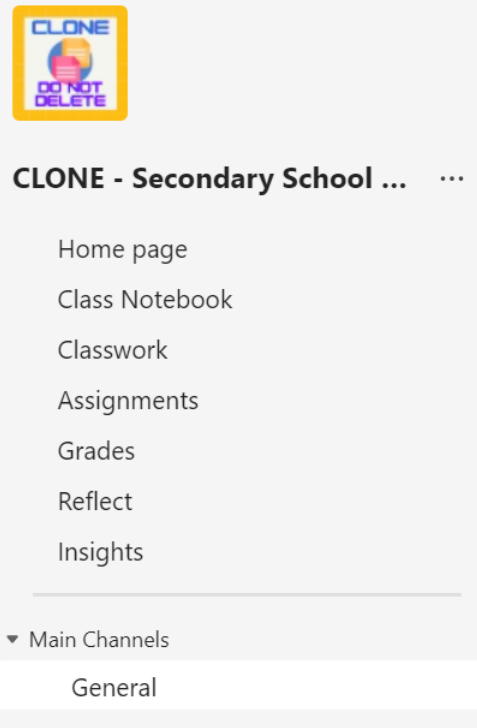 CLONE
DO NOT
DELETE
CLONE - Secondary School ...
Home page
Class Notebook
Classwork
Assignments
Grades
Reflect
Insights
Main Channels
General